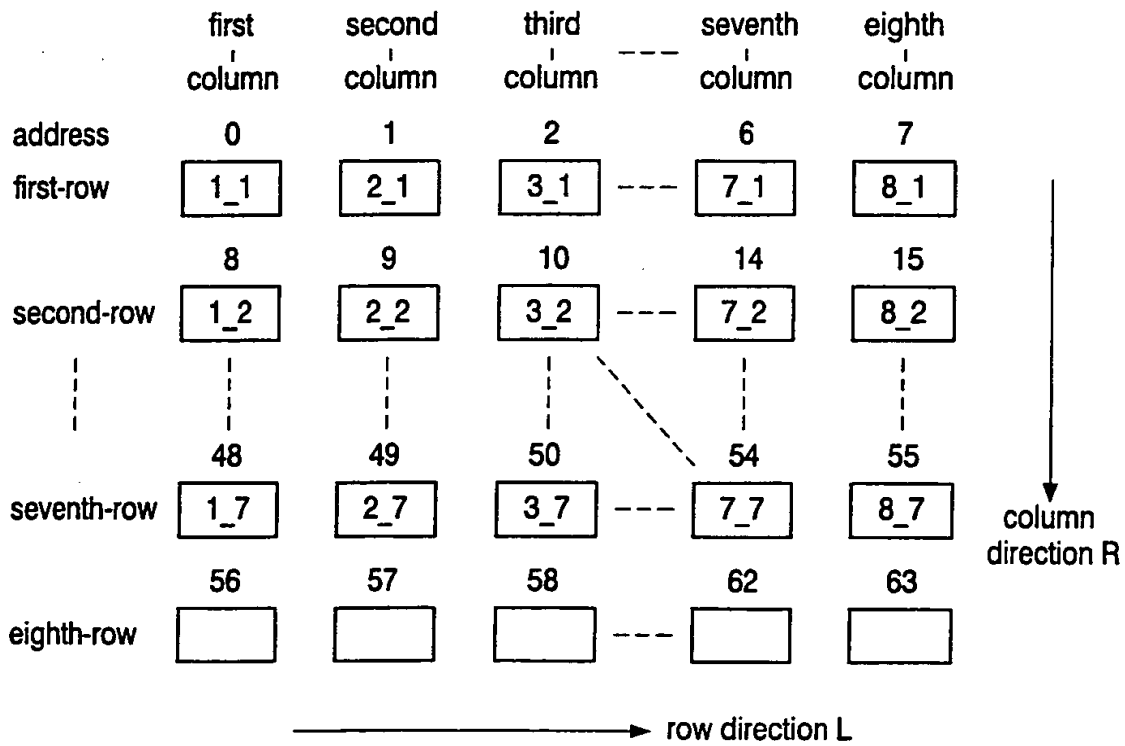 first second third seventh eighth
column column column column column
address 0 1 2 6 7
first-row 1_1 2_1 3_1 7_1 8_1
8 9 10 14 15
second-row 1_2 2_2 3_2 7_2 8_2
48 49 50 54 55
seventh-row 1_7 2_7 3_7 7_7 8_7
column
direction R
56 57 58 62 63
eighth-row
row direction L